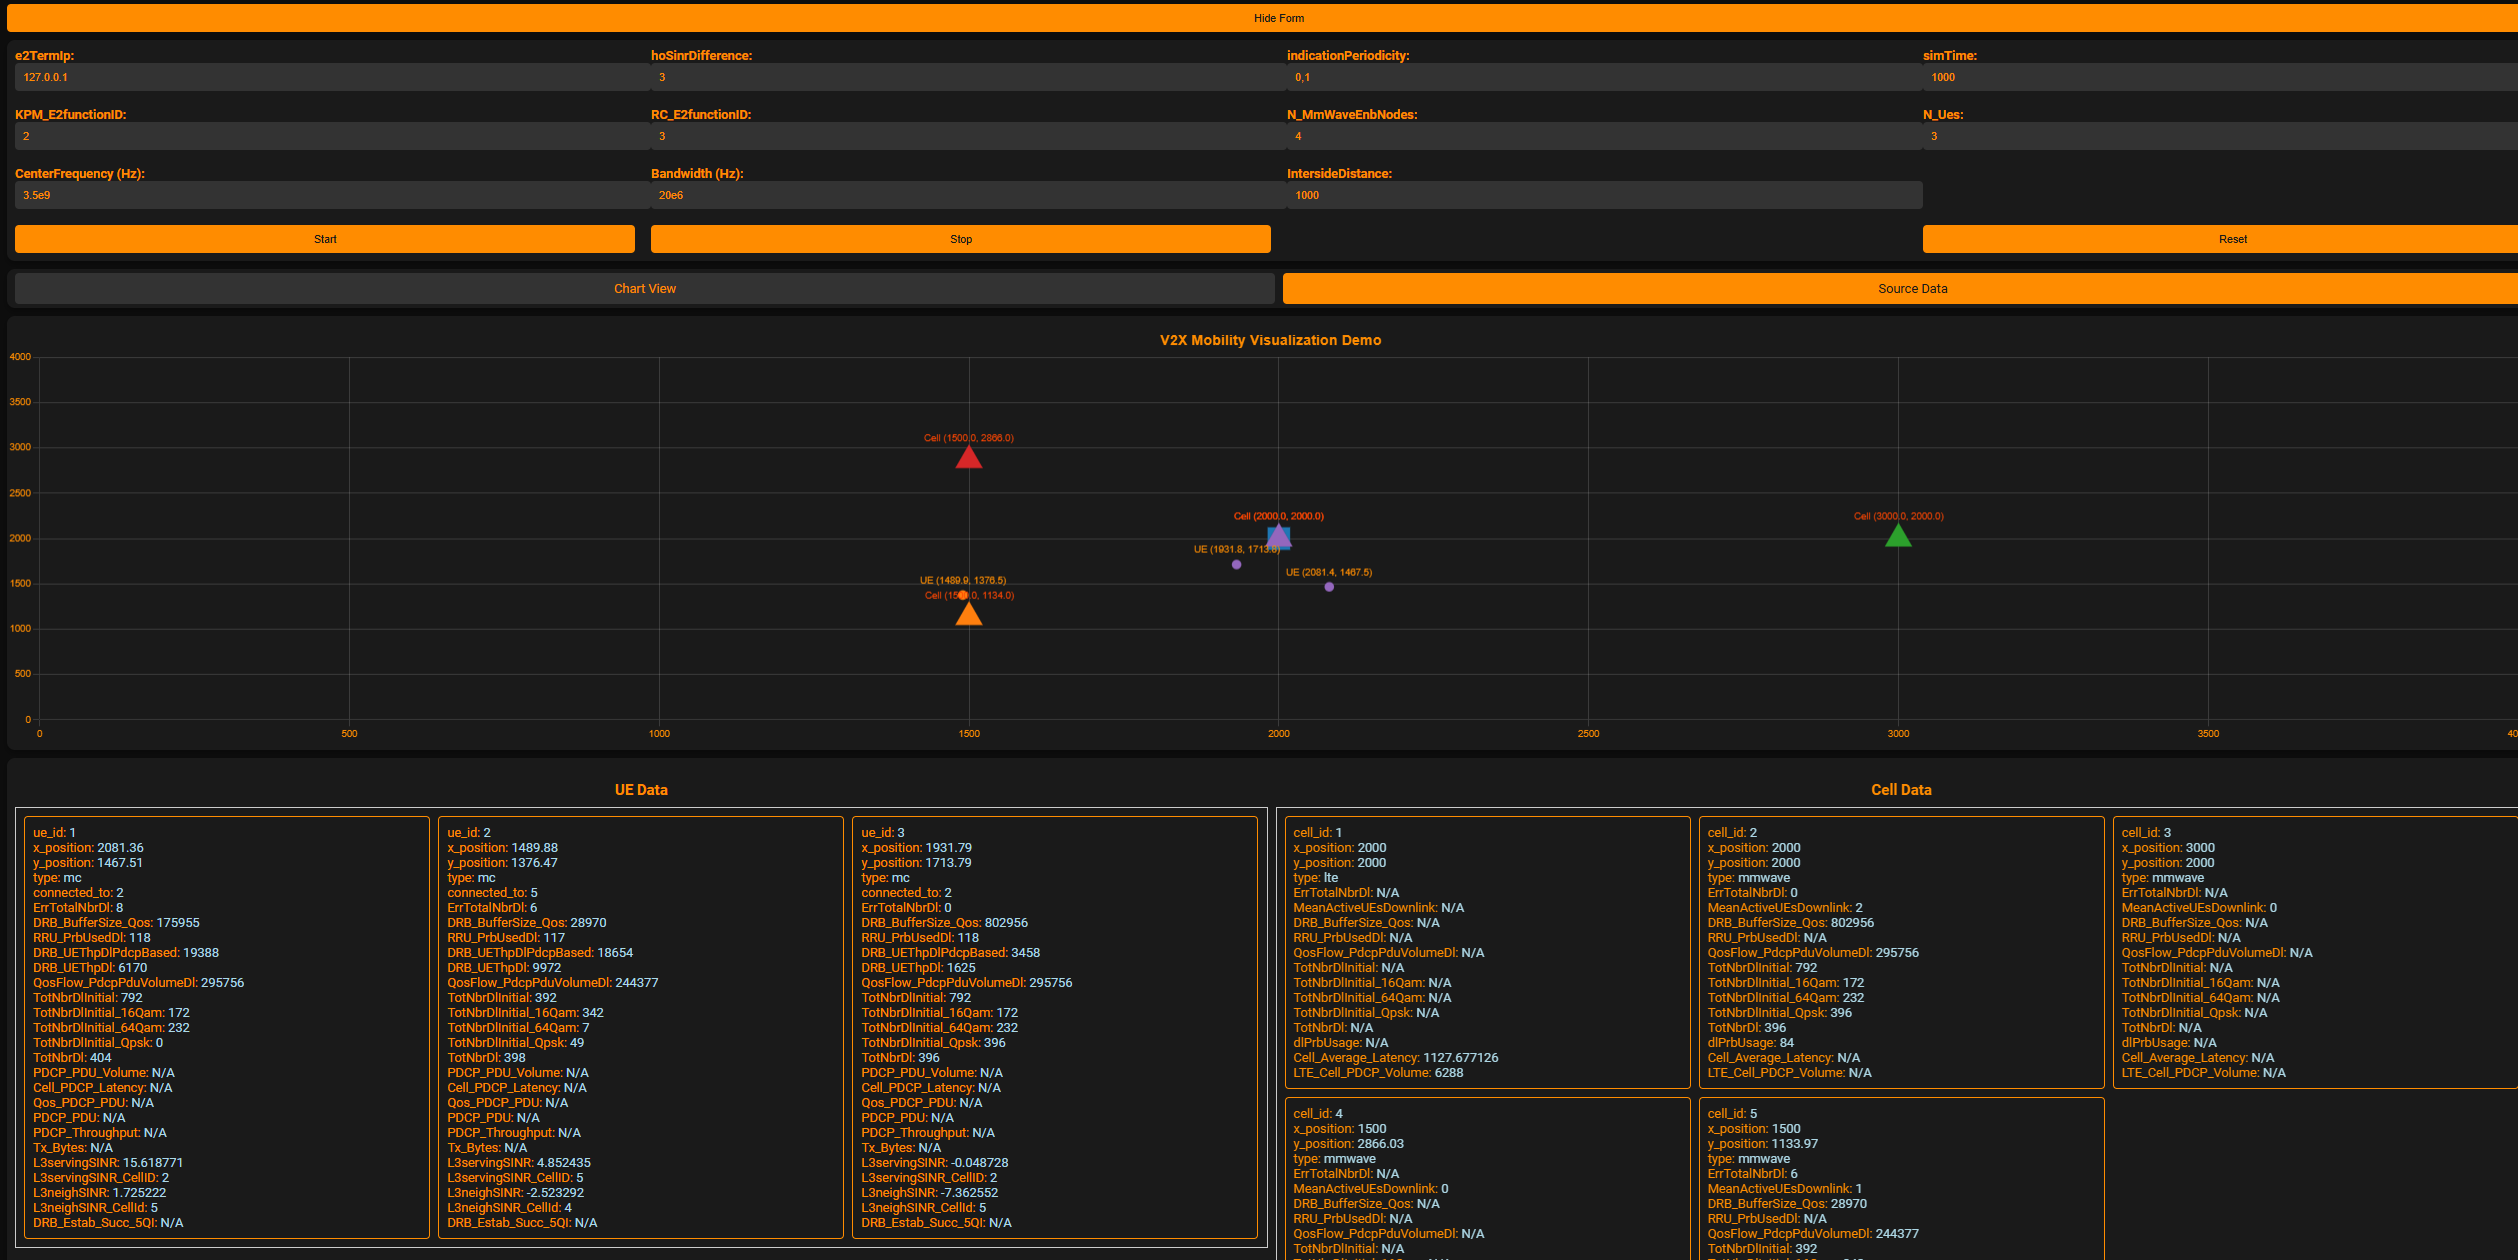 Hide Form
e2TermIp: hoSinrDifference: indicationPeriodicity: simTime:
127.0.0.1 3 0,1 1000
KPM_E2functionID: RC_E2functionID: N_MmWaveEnbNodes: N_Ues:
2 3 4 3
CenterFrequency (Hz): Bandwidth (Hz): IntersideDistance:
3.5e9 20e6 1000
Start Stop Reset
Chart View Source Data
V2X Mobility Visualization Demo
4000
3500
3000
2500
2000
1500
1000
500
0
Cell (1500.0, 2866.0)
Cell (2000.0, 2000.0)
Cell (3000.0, 2000.0)
UE (1931.8, 1713.8)
UE (2081.4, 1467.5)
UE (1489.9, 1376.5)
Cell (1500.0, 1134.0)
0 500 1000 1500 2000 2500 3000 3500 40
UE Data
ue_id: 1
x_position: 2081.36
y_position: 1467.51
type: mc
connected_to: 2
ErrTotalNbrDl: 8
DRB_BufferSize_Qos: 175955
RRU_PrbUsedDl: 118
DRB_UEThpDlPdcpBased: 19388
DRB_UEThpDl: 6170
QosFlow_PdcpPduVolumeDl: 295756
TotNbrDlInitial: 792
TotNbrDlInitial_16Qam: 172
TotNbrDlInitial_64Qam: 232
TotNbrDlInitial_Qpsk: 0
TotNbrDl: 404
PDCP_PDU_Volume: N/A
Cell_PDCP_Latency: N/A
Qos_PDCP_PDU: N/A
PDCP_PDU: N/A
PDCP_Throughput: N/A
Tx_Bytes: N/A
L3servingSINR: 15.618771
L3servingSINR_CellID: 2
L3neighSINR: 1.725222
L3neighSINR_CellId: 5
DRB_Estab_Succ_5QI: N/A
ue_id: 2
x_position: 1489.88
y_position: 1376.47
type: mc
connected_to: 5
ErrTotalNbrDl: 6
DRB_BufferSize_Qos: 28970
RRU_PrbUsedDl: 117
DRB_UEThpDlPdcpBased: 18654
DRB_UEThpDl: 9972
QosFlow_PdcpPduVolumeDl: 244377
TotNbrDlInitial: 392
TotNbrDlInitial_16Qam: 342
TotNbrDlInitial_64Qam: 7
TotNbrDlInitial_Qpsk: 49
TotNbrDl: 398
PDCP_PDU_Volume: N/A
Cell_PDCP_Latency: N/A
Qos_PDCP_PDU: N/A
PDCP_PDU: N/A
PDCP_Throughput: N/A
Tx_Bytes: N/A
L3servingSINR: 4.852435
L3servingSINR_CellID: 5
L3neighSINR: -2.523292
L3neighSINR_CellId: 4
DRB_Estab_Succ_5QI: N/A
ue_id: 3
x_position: 1931.79
y_position: 1713.79
type: mc
connected_to: 2
ErrTotalNbrDl: 0
DRB_BufferSize_Qos: 802956
RRU_PrbUsedDl: 118
DRB_UEThpDlPdcpBased: 3458
DRB_UEThpDl: 1625
QosFlow_PdcpPduVolumeDl: 295756
TotNbrDlInitial: 792
TotNbrDlInitial_16Qam: 172
TotNbrDlInitial_64Qam: 232
TotNbrDlInitial_Qpsk: 396
TotNbrDl: 396
PDCP_PDU_Volume: N/A
Cell_PDCP_Latency: N/A
Qos_PDCP_PDU: N/A
PDCP_PDU: N/A
PDCP_Throughput: N/A
Tx_Bytes: N/A
L3servingSINR: -0.048728
L3servingSINR_CellID: 2
L3neighSINR: -7.362552
L3neighSINR_CellId: 5
DRB_Estab_Succ_5QI: N/A
Cell Data
cell_id: 1
x_position: 2000
y_position: 2000
type: lte
ErrTotalNbrDl: N/A
MeanActiveUEsDownlink: N/A
DRB_BufferSize_Qos: N/A
RRU_PrbUsedDl: N/A
QosFlow_PdcpPduVolumeDl: N/A
TotNbrDlInitial: N/A
TotNbrDlInitial_16Qam: N/A
TotNbrDlInitial_64Qam: N/A
TotNbrDlInitial_Qpsk: N/A
TotNbrDl: N/A
dlPrbUsage: N/A
Cell_Average_Latency: 1127.677126
LTE_Cell_PDCP_Volume: 6288
cell_id: 2
x_position: 2000
y_position: 2000
type: mmwave
ErrTotalNbrDl: 0
MeanActiveUEsDownlink: 2
DRB_BufferSize_Qos: 802956
RRU_PrbUsedDl: N/A
QosFlow_PdcpPduVolumeDl: 295756
TotNbrDlInitial: 792
TotNbrDlInitial_16Qam: 172
TotNbrDlInitial_64Qam: 232
TotNbrDlInitial_Qpsk: 396
TotNbrDl: 396
dlPrbUsage: 84
Cell_Average_Latency: N/A
LTE_Cell_PDCP_Volume: N/A
cell_id: 3
x_position: 3000
y_position: 2000
type: mmwave
ErrTotalNbrDl: N/A
MeanActiveUEsDownlink: 0
DRB_BufferSize_Qos: N/A
RRU_PrbUsedDl: N/A
QosFlow_PdcpPduVolumeDl: N/A
TotNbrDlInitial: N/A
TotNbrDlInitial_16Qam: N/A
TotNbrDlInitial_64Qam: N/A
TotNbrDlInitial_Qpsk: N/A
TotNbrDl: N/A
dlPrbUsage: N/A
Cell_Average_Latency: N/A
LTE_Cell_PDCP_Volume: N/A
cell_id: 4
x_position: 1500
y_position: 2866.03
type: mmwave
ErrTotalNbrDl: N/A
MeanActiveUEsDownlink: 0
DRB_BufferSize_Qos: N/A
RRU_PrbUsedDl: N/A
QosFlow_PdcpPduVolumeDl: N/A
TotNbrDlInitial: N/A
cell_id: 5
x_position: 1500
y_position: 1133.97
type: mmwave
ErrTotalNbrDl: 6
MeanActiveUEsDownlink: 1
DRB_BufferSize_Qos: 28970
RRU_PrbUsedDl: N/A
QosFlow_PdcpPduVolumeDl: 244377
TotNbrDlInitial: 392